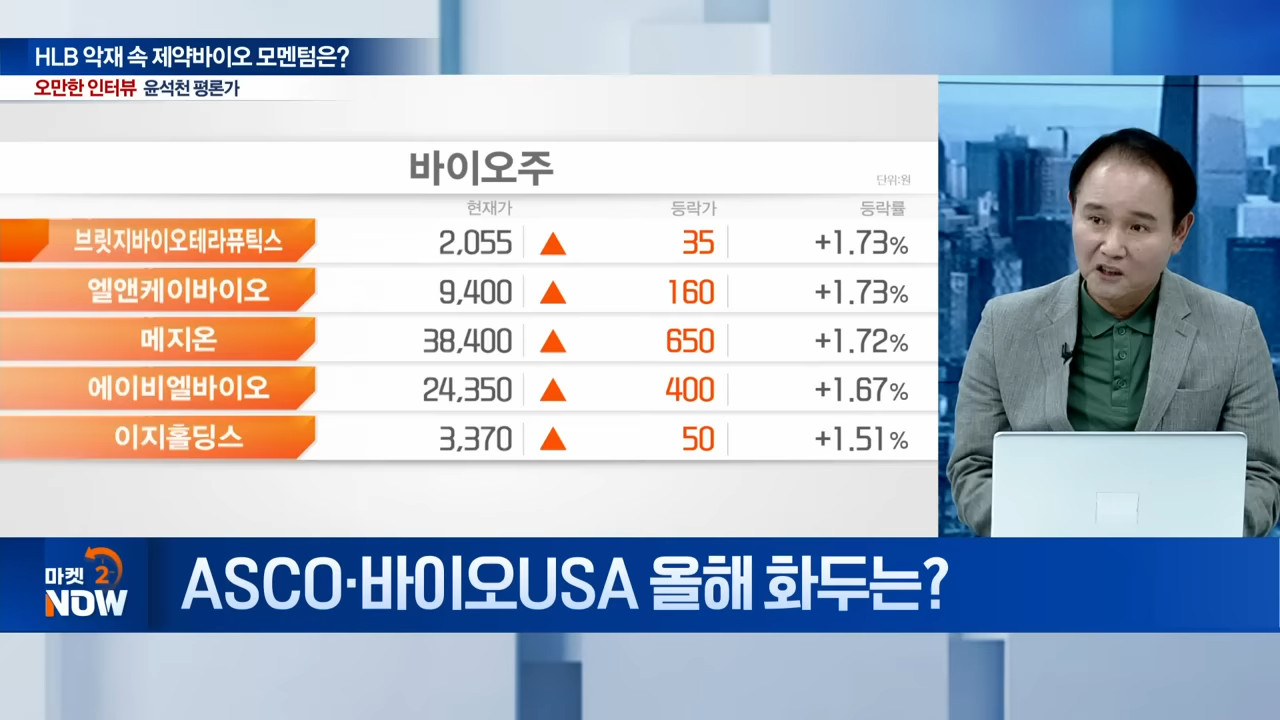 HLB 악재 속 제약바이오 모멘텀은?
오만한 인터뷰 윤석천 평론가
바이오주
단위:원
현재가 등락가 등락률
브릿지바이오테라퓨틱스 2,055 ▲ 35 +1.73%
엘앤케이바이오 9,400 ▲ 160 +1.73%
메지온 38,400 ▲ 650 +1.72%
에이비엘바이오 24,350 ▲ 400 +1.67%
이지홀딩스 3,370 ▲ 50 +1.51%
마켓 2
NOW
ASCO·바이오USA 올해 화두는?